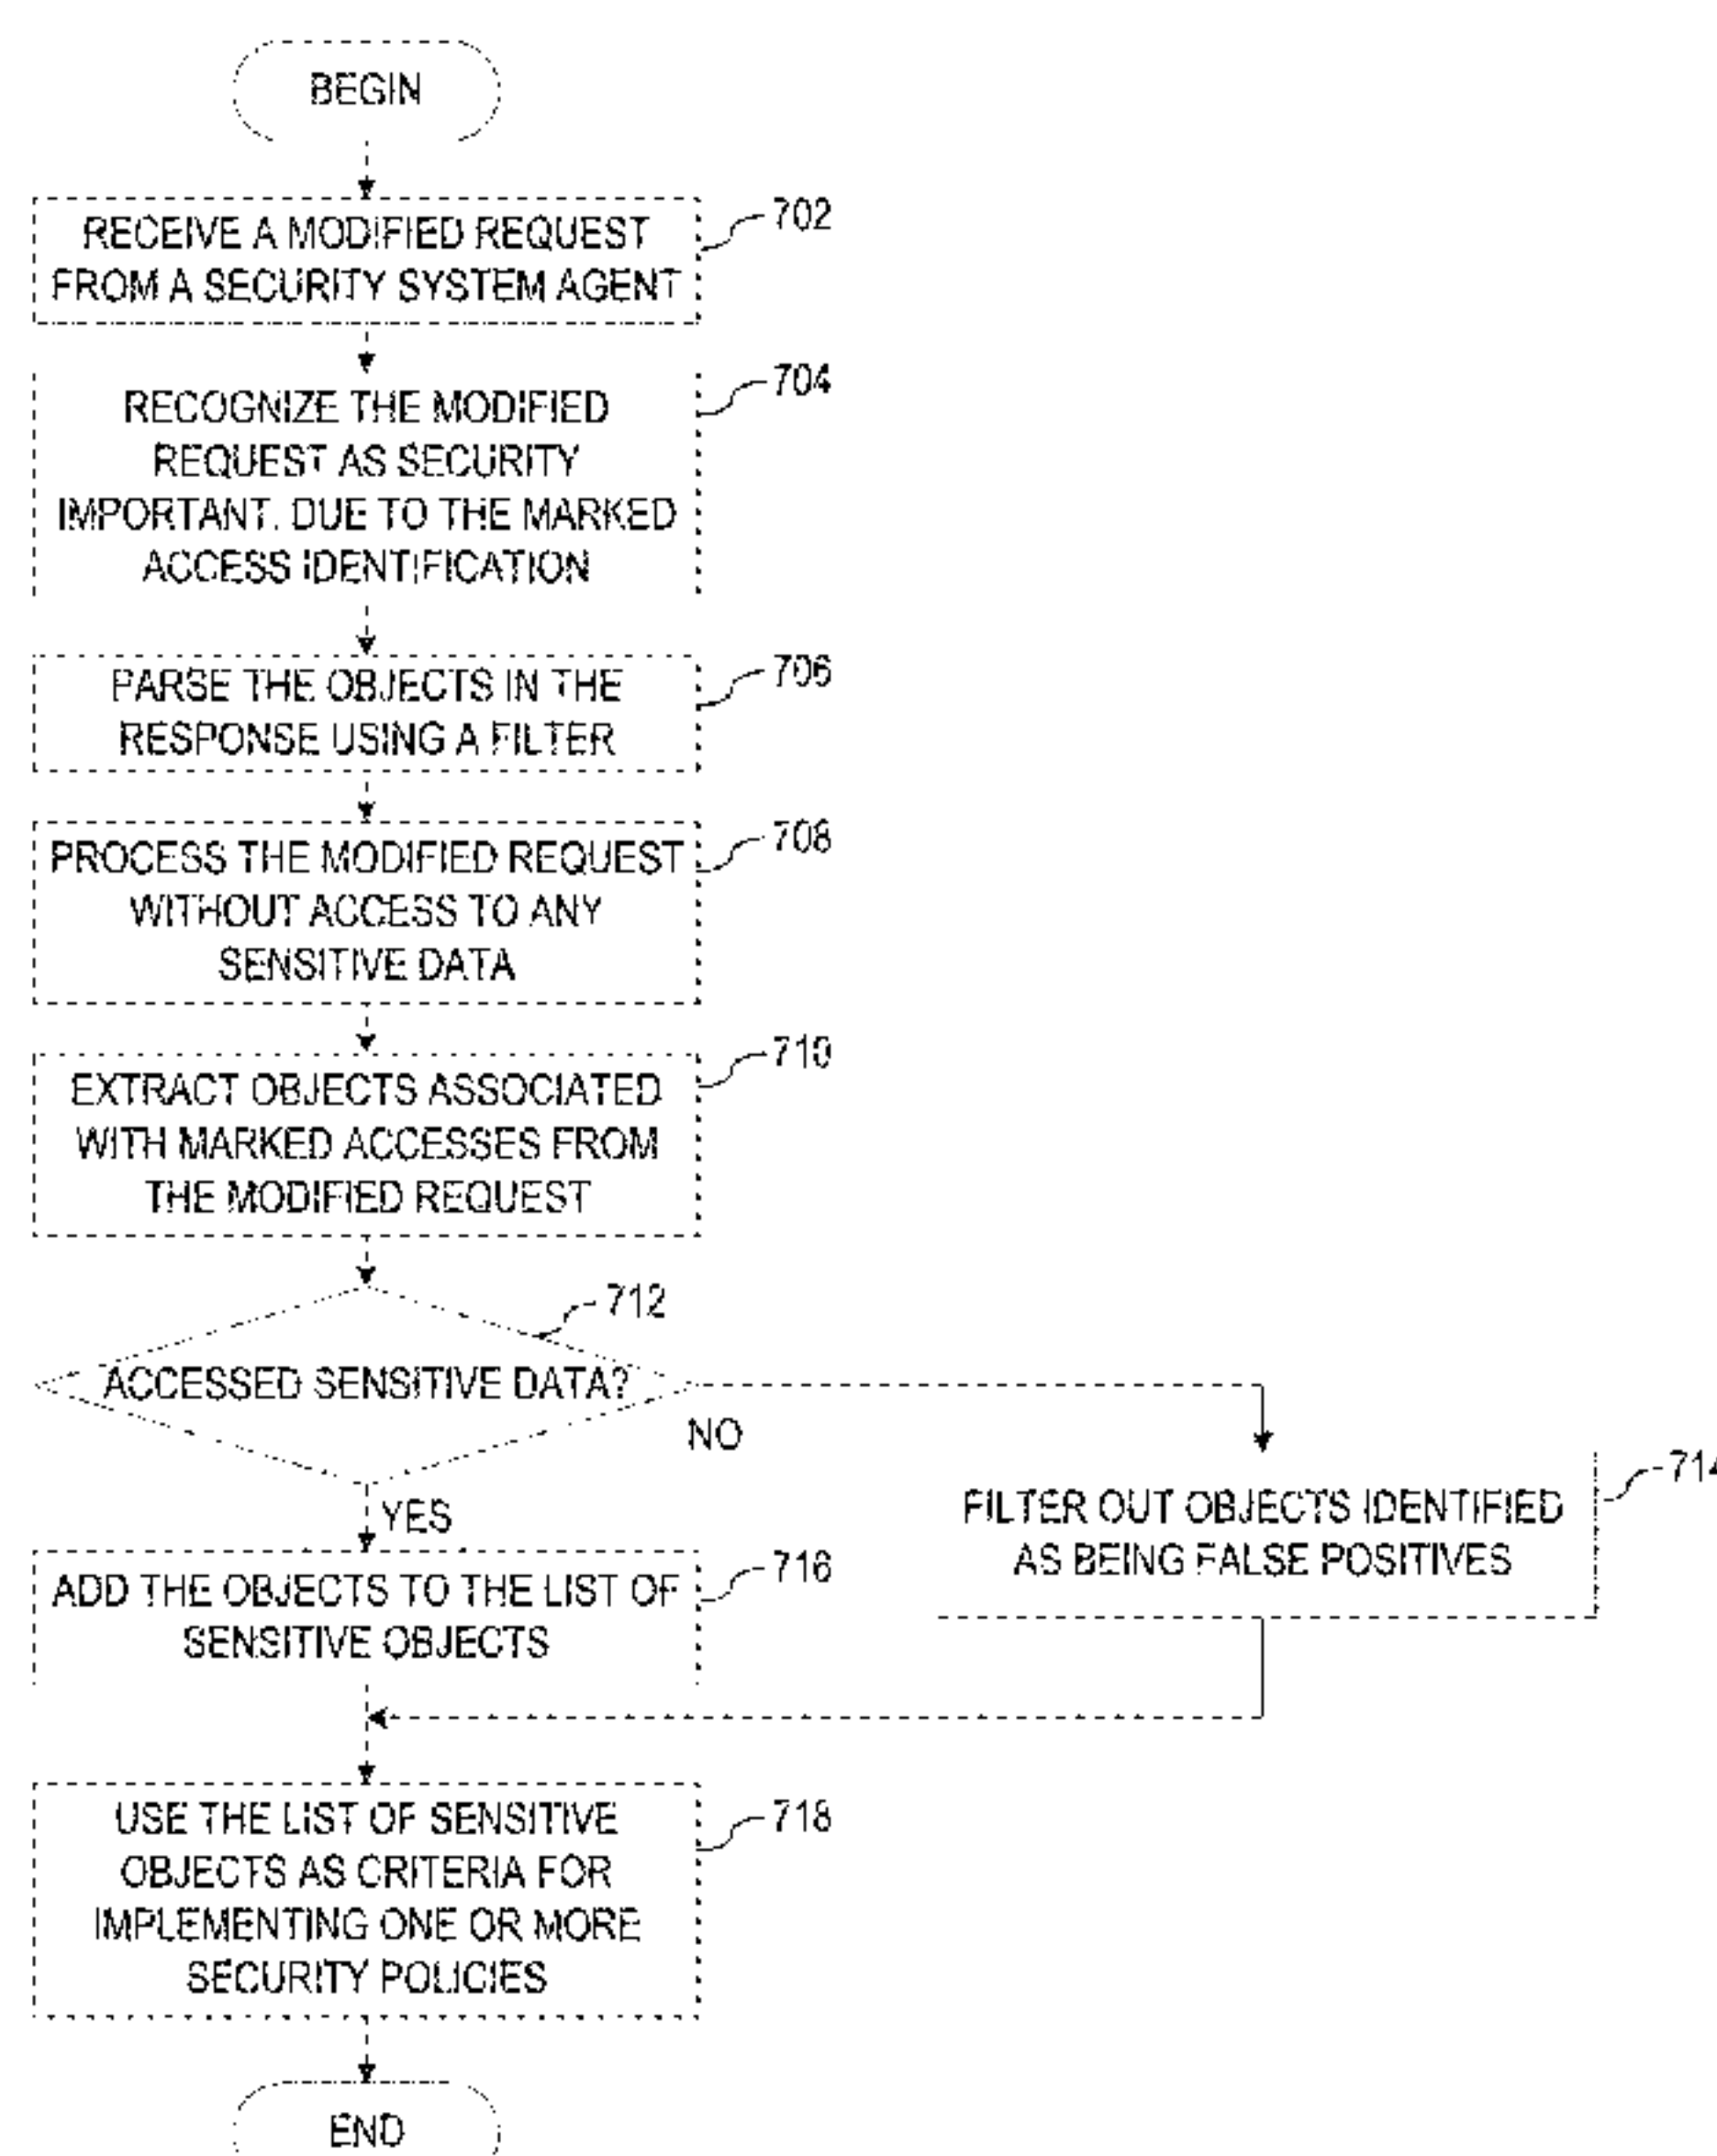 BEGIN
RECEIVE A MODIFIED REQUEST
FROM A SECURITY SYSTEM AGENT
702
RECOGNIZE THE MODIFIED
REQUEST AS SECURITY
IMPORTANT, DUE TO THE MARKED
ACCESS IDENTIFICATION
704
PARSE THE OBJECTS IN THE
RESPONSE USING A FILTER
706
PROCESS THE MODIFIED REQUEST
WITHOUT ACCESS TO ANY
SENSITIVE DATA
708
EXTRACT OBJECTS ASSOCIATED
WITH MARKED ACCESSES FROM
THE MODIFIED REQUEST
710
712
ACCESSED SENSITIVE DATA?
NO
YES
FILTER OUT OBJECTS IDENTIFIED
AS BEING FALSE POSITIVES
714
ADD THE OBJECTS TO THE LIST OF
SENSITIVE OBJECTS
716
USE THE LIST OF SENSITIVE
OBJECTS AS CRITERIA FOR
IMPLEMENTING ONE OR MORE
SECURITY POLICIES
718
END